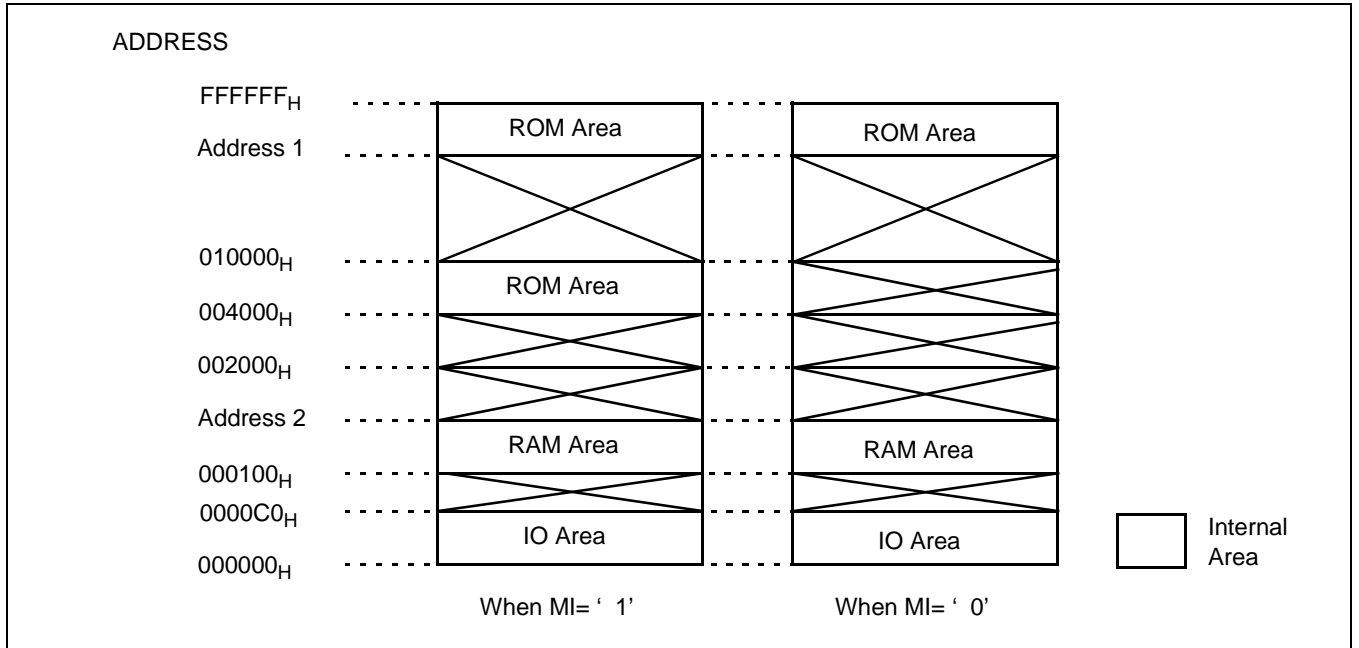 ADDRESS
FFFFFFH
Address 1
010000H
004000H
002000H
Address 2
000100H
0000C0H
000000H
ROM Area
ROM Area
RAM Area
IO Area
When MI= ‘ 1’
ROM Area
RAM Area
IO Area
When MI= ‘ 0’
Internal
Area